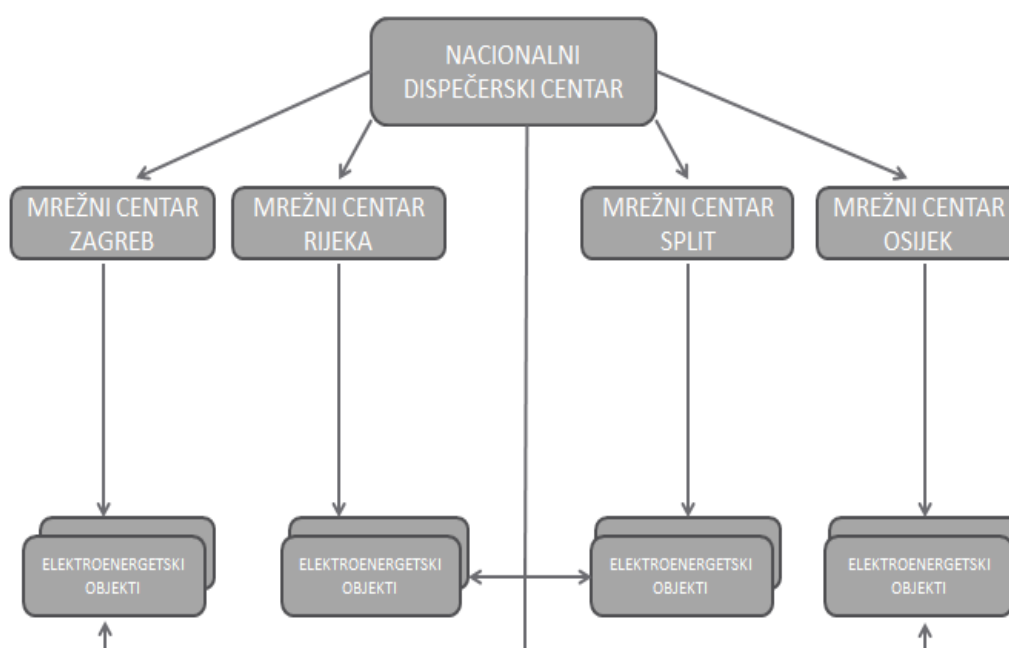 NACIONALNI
DISPEČERSKI CENTAR
MREŽNI CENTAR
ZAGREB
MREŽNI CENTAR
RIJEKA
MREŽNI CENTAR
SPLIT
MREŽNI CENTAR
OSIJEK
ELEKTROENERGETSKI
OBJEKTI
ELEKTROENERGETSKI
OBJEKTI
ELEKTROENERGETSKI
OBJEKTI
ELEKTROENERGETSKI
OBJEKTI